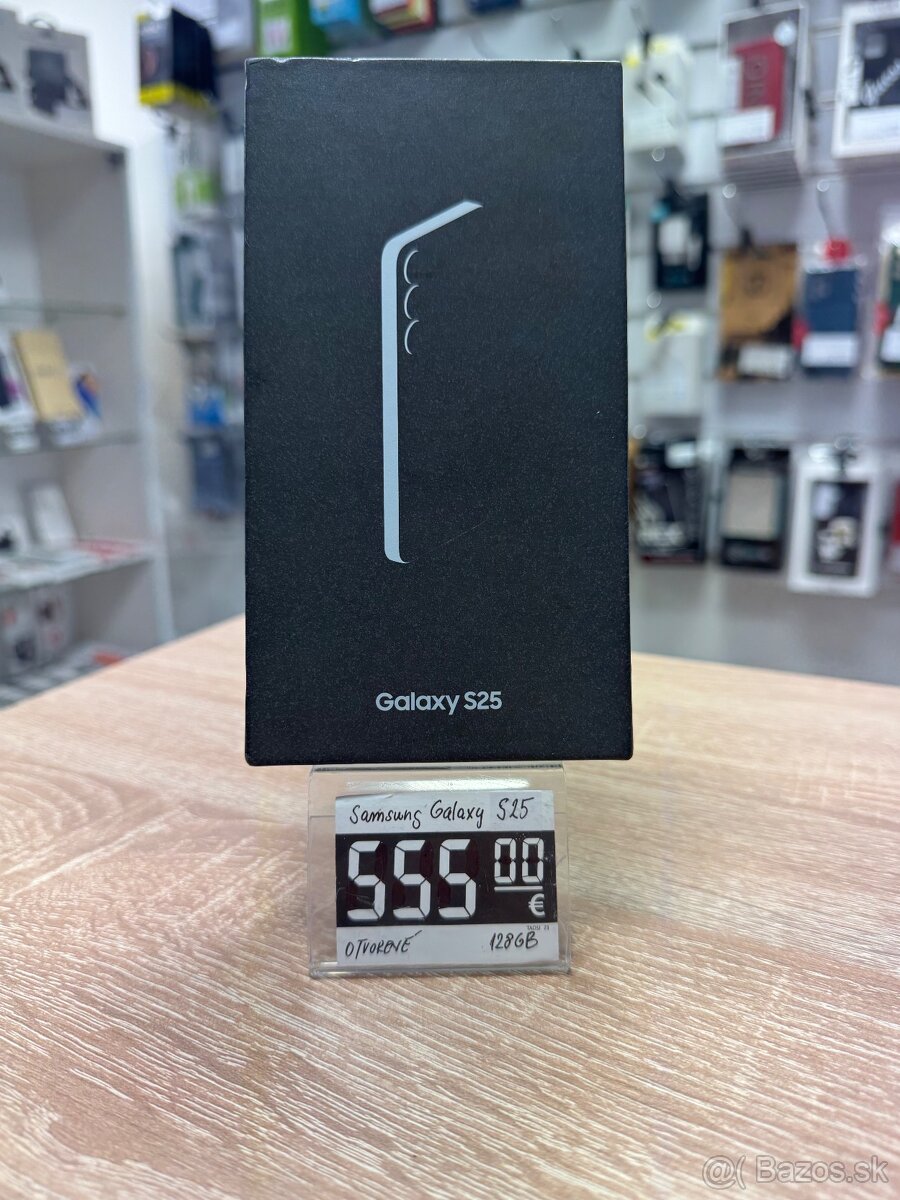 Galaxy S25
Samsung Galaxy S25
555 00
€
OTVORENÉ 128GB
@( Bazos.sk